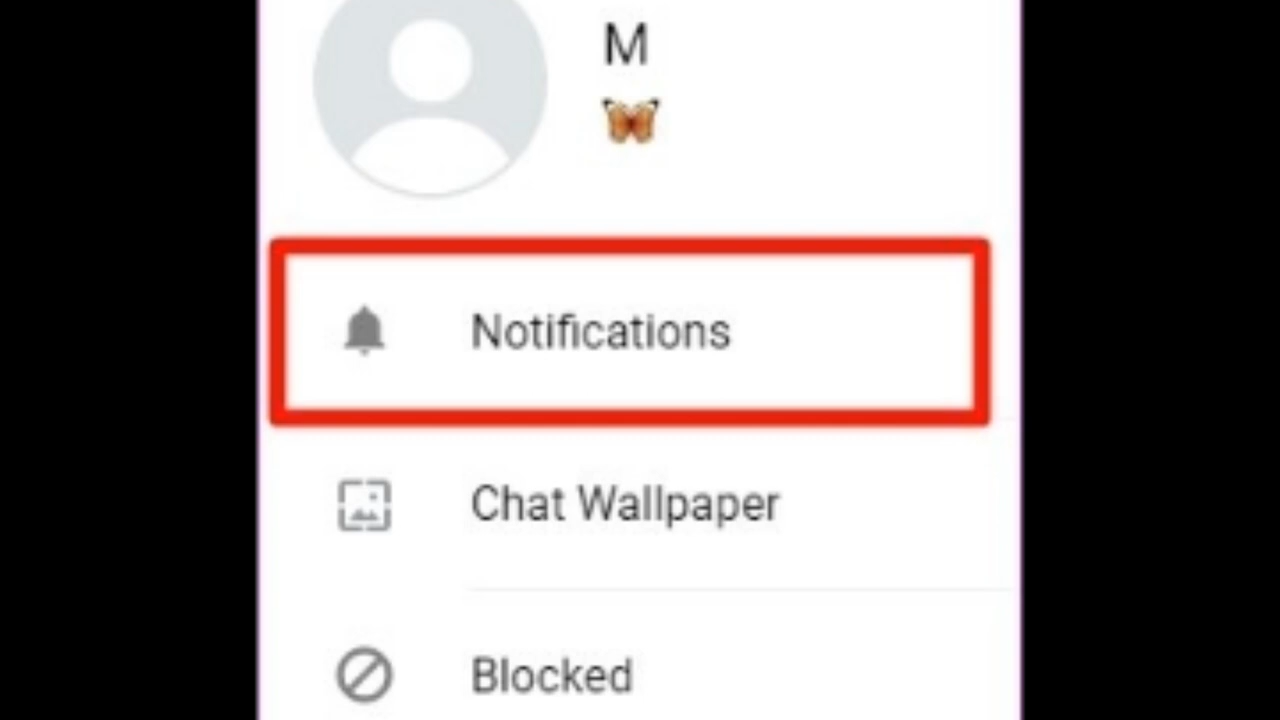 M
🦋
Notifications
Chat Wallpaper
Blocked